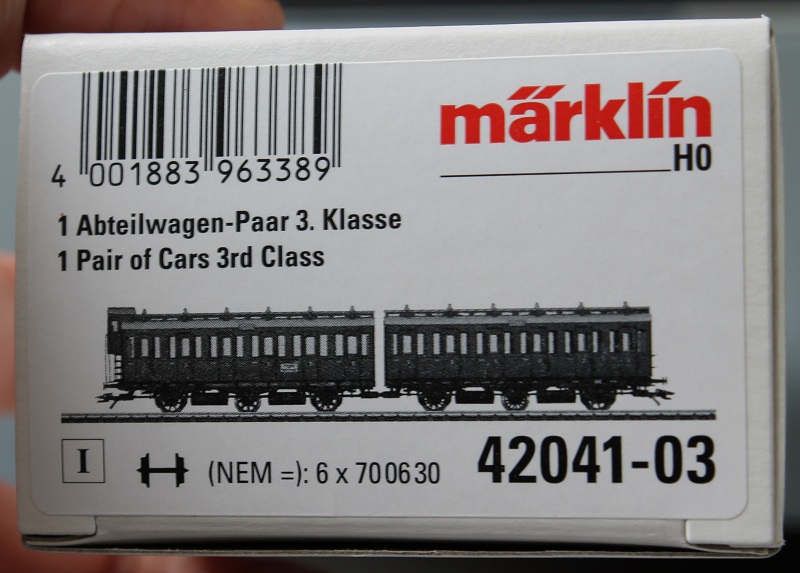 märklin
H0
4 001883 963389
1 Abteilwagen-Paar 3. Klasse
1 Pair of Cars 3rd Class
I
(NEM =): 6 x 700630
42041-03